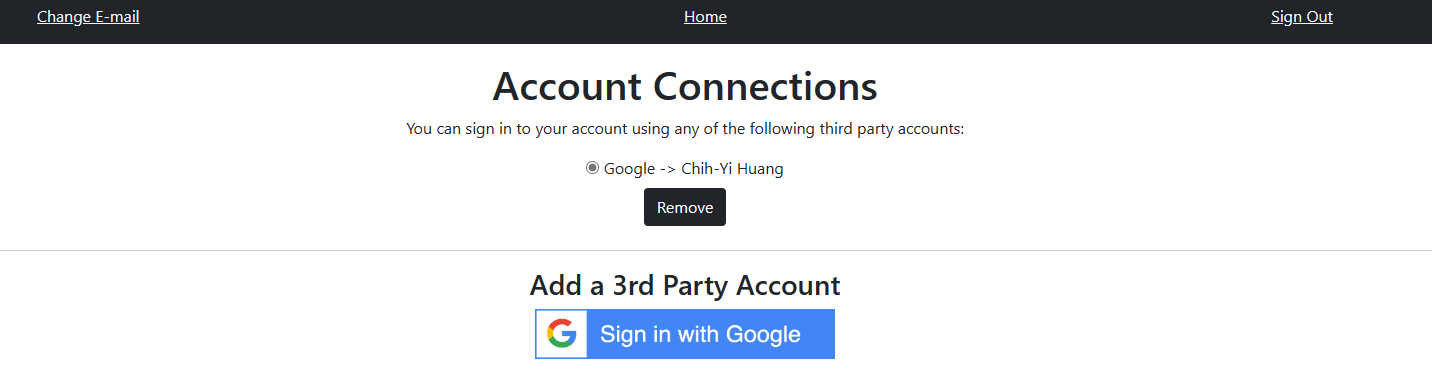 Change E-mail
Home
Sign Out
Account Connections
You can sign in to your account using any of the following third party accounts:
Google -> Chih-Yi Huang
Remove
Add a 3rd Party Account
G Sign in with Google